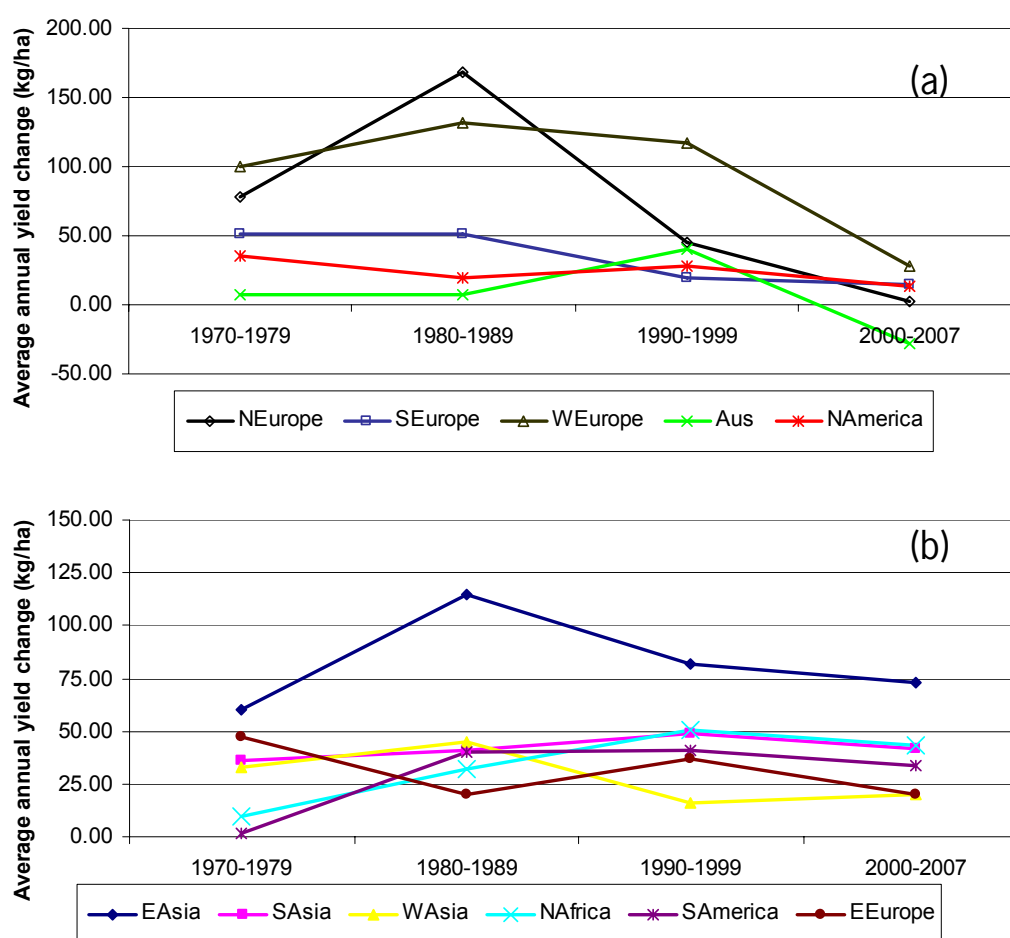 Average annual yield change (kg/ha)
200.00
150.00
100.00
50.00
0.00
-50.00
(a)
1970-1979 1980-1989 1990-1999 2000-2007
NEurope SEurope WEurope Aus NAmerica
Average annual yield change (kg/ha)
150.00
125.00
100.00
75.00
50.00
25.00
0.00
(b)
1970-1979 1980-1989 1990-1999 2000-2007
EAsia SAsia WAsia NAfrica SAmerica EEurope